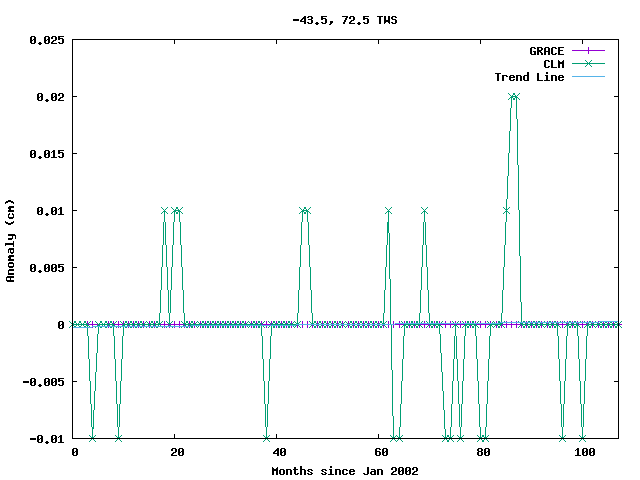 -43.5, 72.5 TWS
GRACE
CLM
Trend Line
0.025
0.02
0.015
0.01
0.005
0
-0.005
-0.01
Anomaly (cm)
0 20 40 60 80 100
Months since Jan 2002